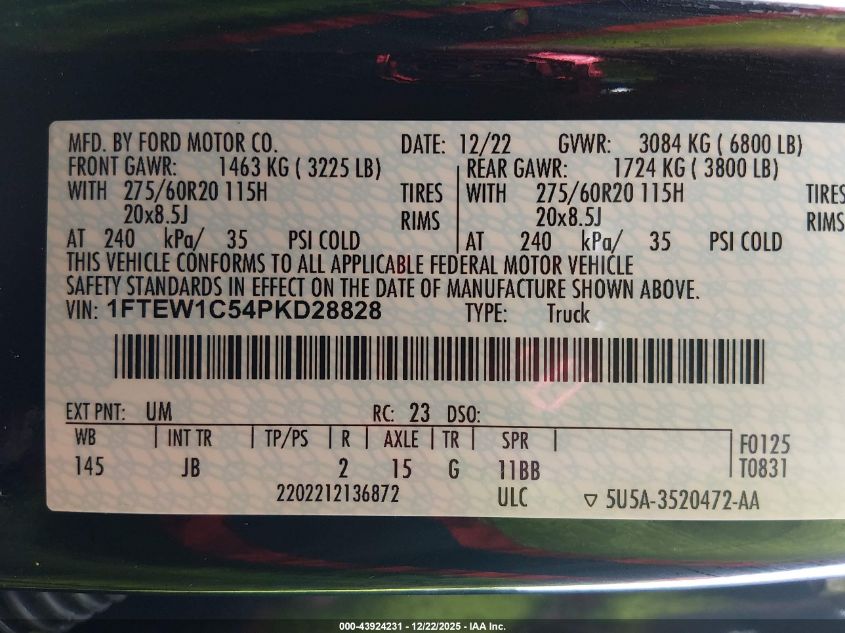 MFD. BY FORD MOTOR CO. DATE: 12/22 GVWR: 3084 KG ( 6800 LB)
FRONT GAWR: 1463 KG ( 3225 LB) REAR GAWR: 1724 KG ( 3800 LB)
WITH 275/60R20 115H TIRES WITH 275/60R20 115H TIRES
20x8.5J RIMS 20x8.5J RIMS
AT 240 kPa/ 35 PSI COLD AT 240 kPa/ 35 PSI COLD
THIS VEHICLE CONFORMS TO ALL APPLICABLE FEDERAL MOTOR VEHICLE
SAFETY STANDARDS IN EFFECT ON THE DATE OF MANUFACTURE SHOWN ABOVE.
VIN: 1FTEW1C54PKD28828 TYPE: Truck
EXT PNT: UM RC: 23 DSO:
WB INT TR TP/PS R AXLE TR SPR F0125
145 JB 2 15 G 11BB T0831
2202212136872 ULC ▽ 5U5A-3520472-AA
000-43924231 - 12/22/2025 - IAA Inc.